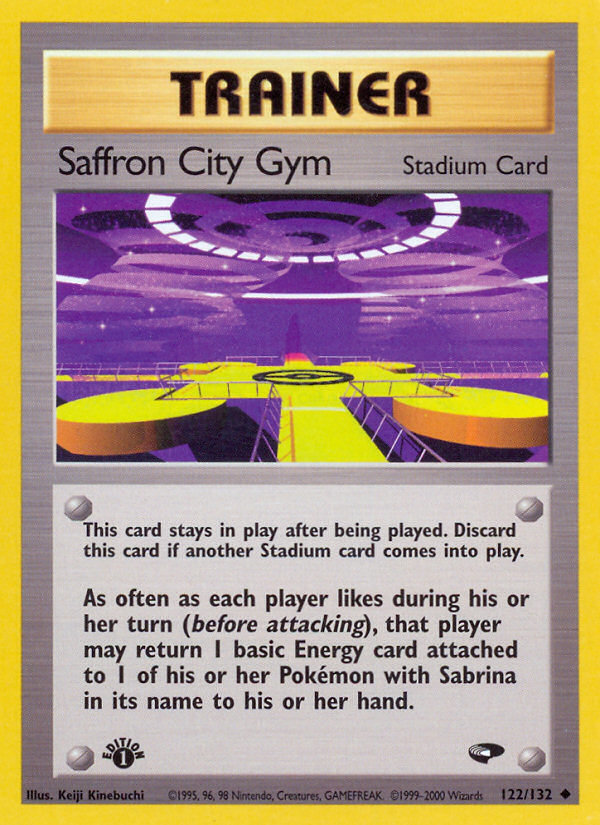 TRAINER
Saffron City Gym Stadium Card
This card stays in play after being played. Discard
this card if another Stadium card comes into play.
As often as each player likes during his or
her turn (before attacking), that player
may return 1 basic Energy card attached
to 1 of his or her Pokémon with Sabrina
in its name to his or her hand.
EDITION
1
Illus. Keiji Kinebuchi ©1995, 96, 98 Nintendo, Creatures, GAMEFREAK. ©1999-2000 Wizards 122/132